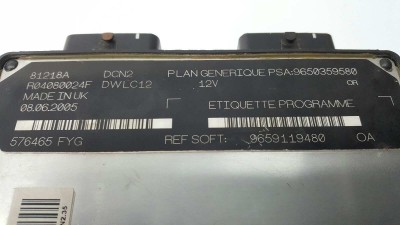 81218A DCN2 PLAN GENERIQUE PSA:9650359580
R04080024F DWLC12 12V OR
MADE IN UK
08.06.2005 ETIQUETTE PROGRAMME
576465 FYG REF SOFT: 9659119480 OA